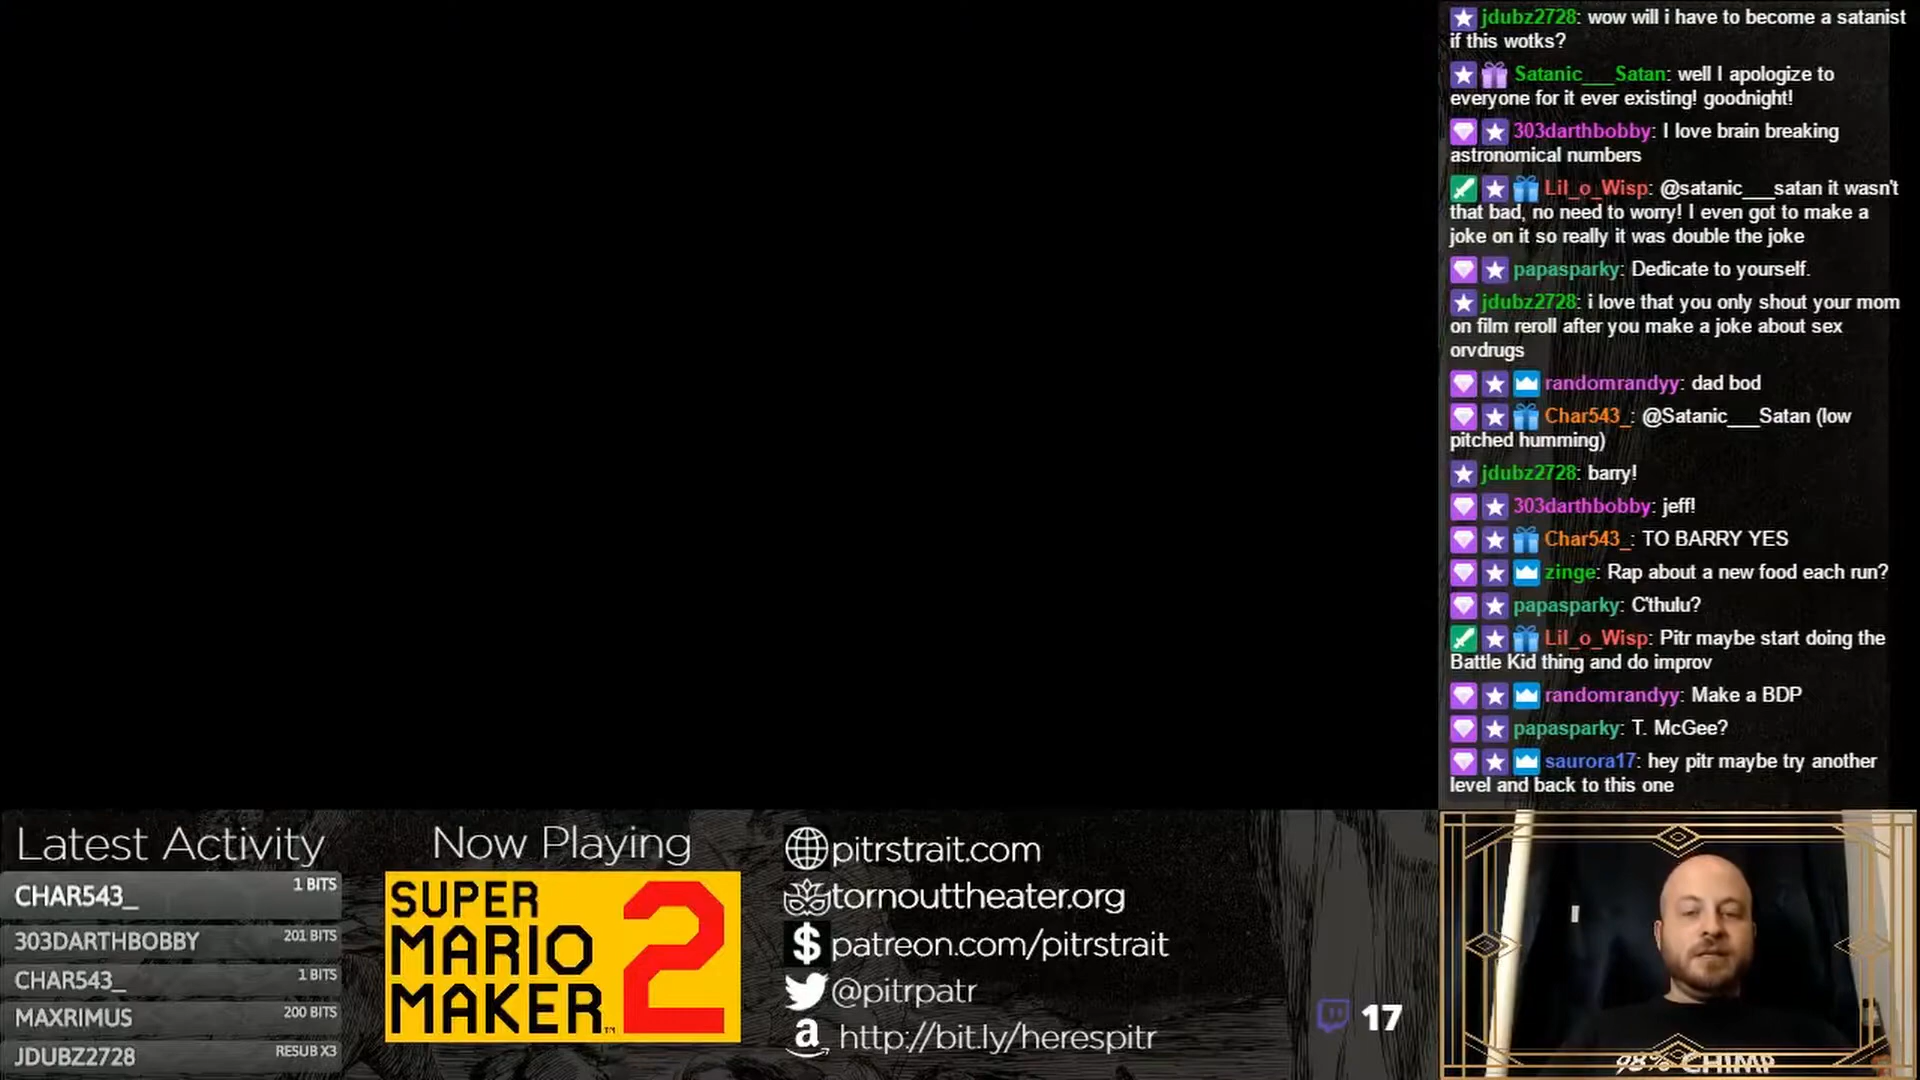 jdubz2728: wow will i have to become a satanist
if this wotks?
Satanic___Satan: well I apologize to
everyone for it ever existing! goodnight!
303darthbobby: I love brain breaking
astronomical numbers
Lil_o_Wisp: @satanic___satan it wasn't
that bad, no need to worry! I even got to make a
joke on it so really it was double the joke
papasparky: Dedicate to yourself.
jdubz2728: i love that you only shout your mom
on film reroll after you make a joke about sex
orvdrugs
randomrandyy: dad bod
Char543_: @Satanic___Satan (low
pitched humming)
jdubz2728: barry!
303darthbobby: jeff!
Char543_: TO BARRY YES
zinge: Rap about a new food each run?
papasparky: C'thulu?
Lil_o_Wisp: Pitr maybe start doing the
Battle Kid thing and do improv
randomrandyy: Make a BDP
papasparky: T. McGee?
saurora17: hey pitr maybe try another
level and back to this one
Latest Activity
CHAR543_ 1 BITS
303DARTHBOBBY 201 BITS
CHAR543_ 1 BITS
MAXRIMUS 200 BITS
JDUBZ2728 RESUB X3
Now Playing
SUPER
MARIO
MAKER™
2
pitrstrait.com
tornouttheater.org
$ patreon.com/pitrstrait
@pitrpatr
a http://bit.ly/herespitr
17
98% CHIMP